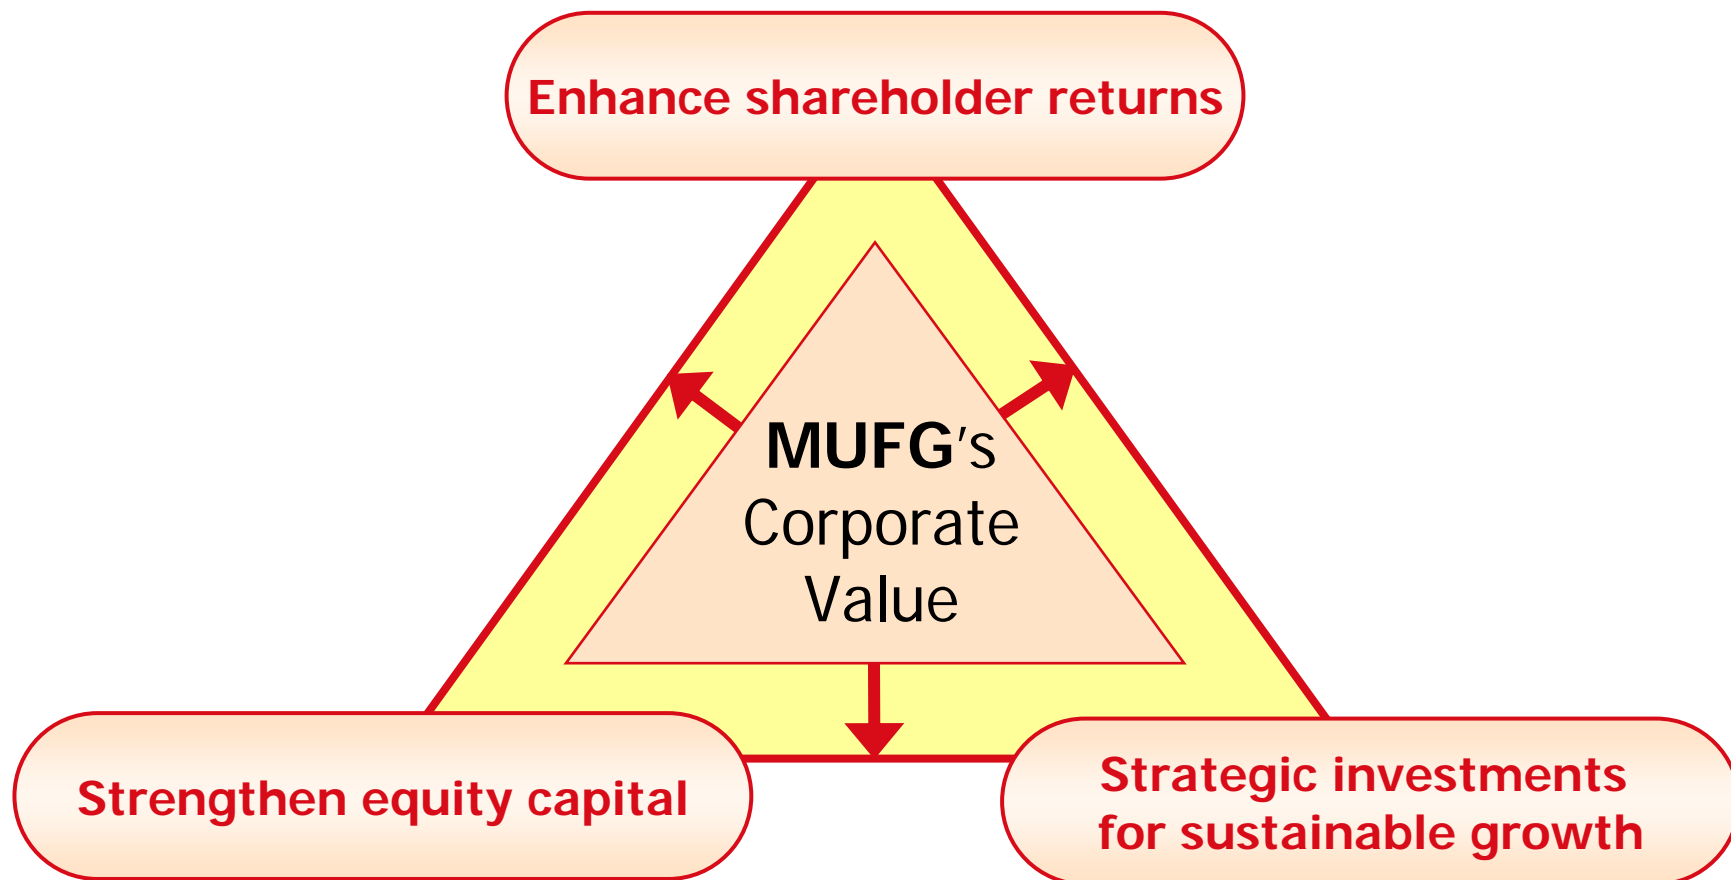 Enhance shareholder returns
MUFG's
Corporate
Value
Strengthen equity capital
Strategic investments
for sustainable growth